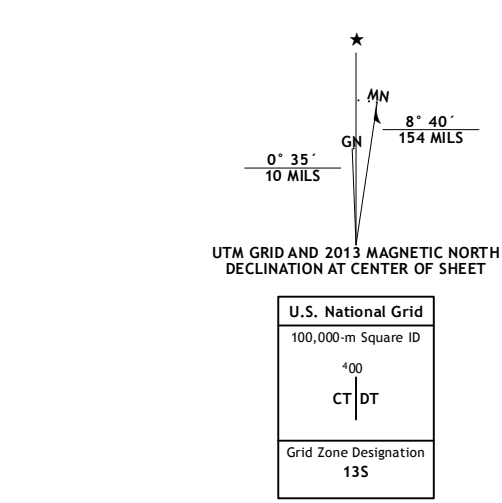 ★
MN
GN
8° 40´
154 MILS
0° 35´
10 MILS
UTM GRID AND 2013 MAGNETIC NORTH
DECLINATION AT CENTER OF SHEET
U.S. National Grid
100,000-m Square ID
⁴00
CT DT
Grid Zone Designation
13S